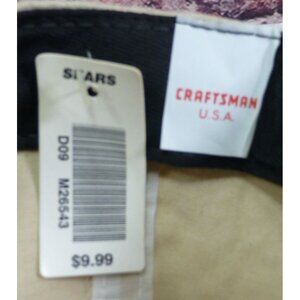 SEARS
D09
M26543
$9.99
CRAFTSMAN
U.S.A.